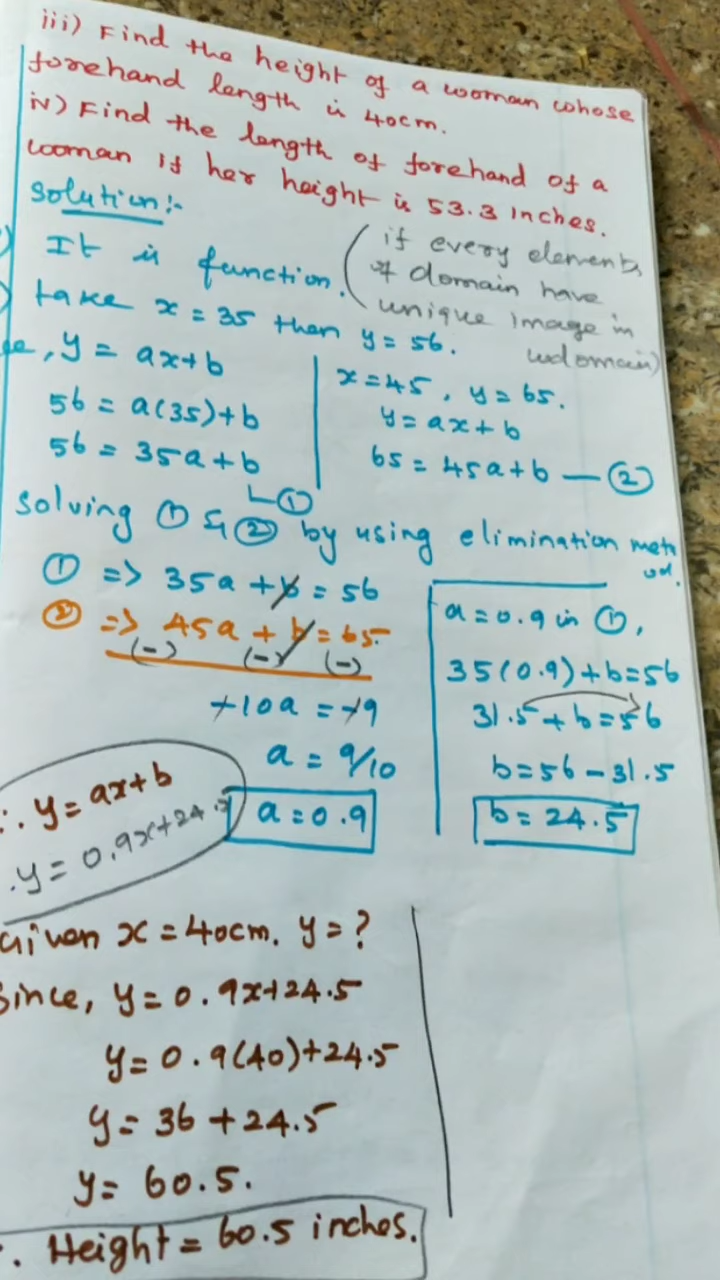 iii) Find the height of a woman whose
forehand length is 40cm.
iv) Find the length of forehand of a
woman if her height is 53.3 inches.
Solution:-
It is function. (if every elements
of domain have
unique image in
codomain)
take x = 35 then y = 56.
y = ax+b
56 = a(35)+b
56 = 35a+b
①
x=45, y=65.
y=ax+b
65=45a+b — ②
Solving ① & ② by using elimination meth
od.
① => 35a + b = 56
② => 45a + b = 65
(-) (-) (-)
+10a = +9
a = 9/10
a = 0.9
a=0.9 in ①,
35(0.9)+b=56
31.5+b=56
b=56-31.5
b=24.5
∴ y=ax+b
y=0.9x+24.
Given x=40cm. y=?
Since, y=0.9x+24.5
y=0.9(40)+24.5
y=36+24.5
y=60.5.
∴ Height=60.5 inches.